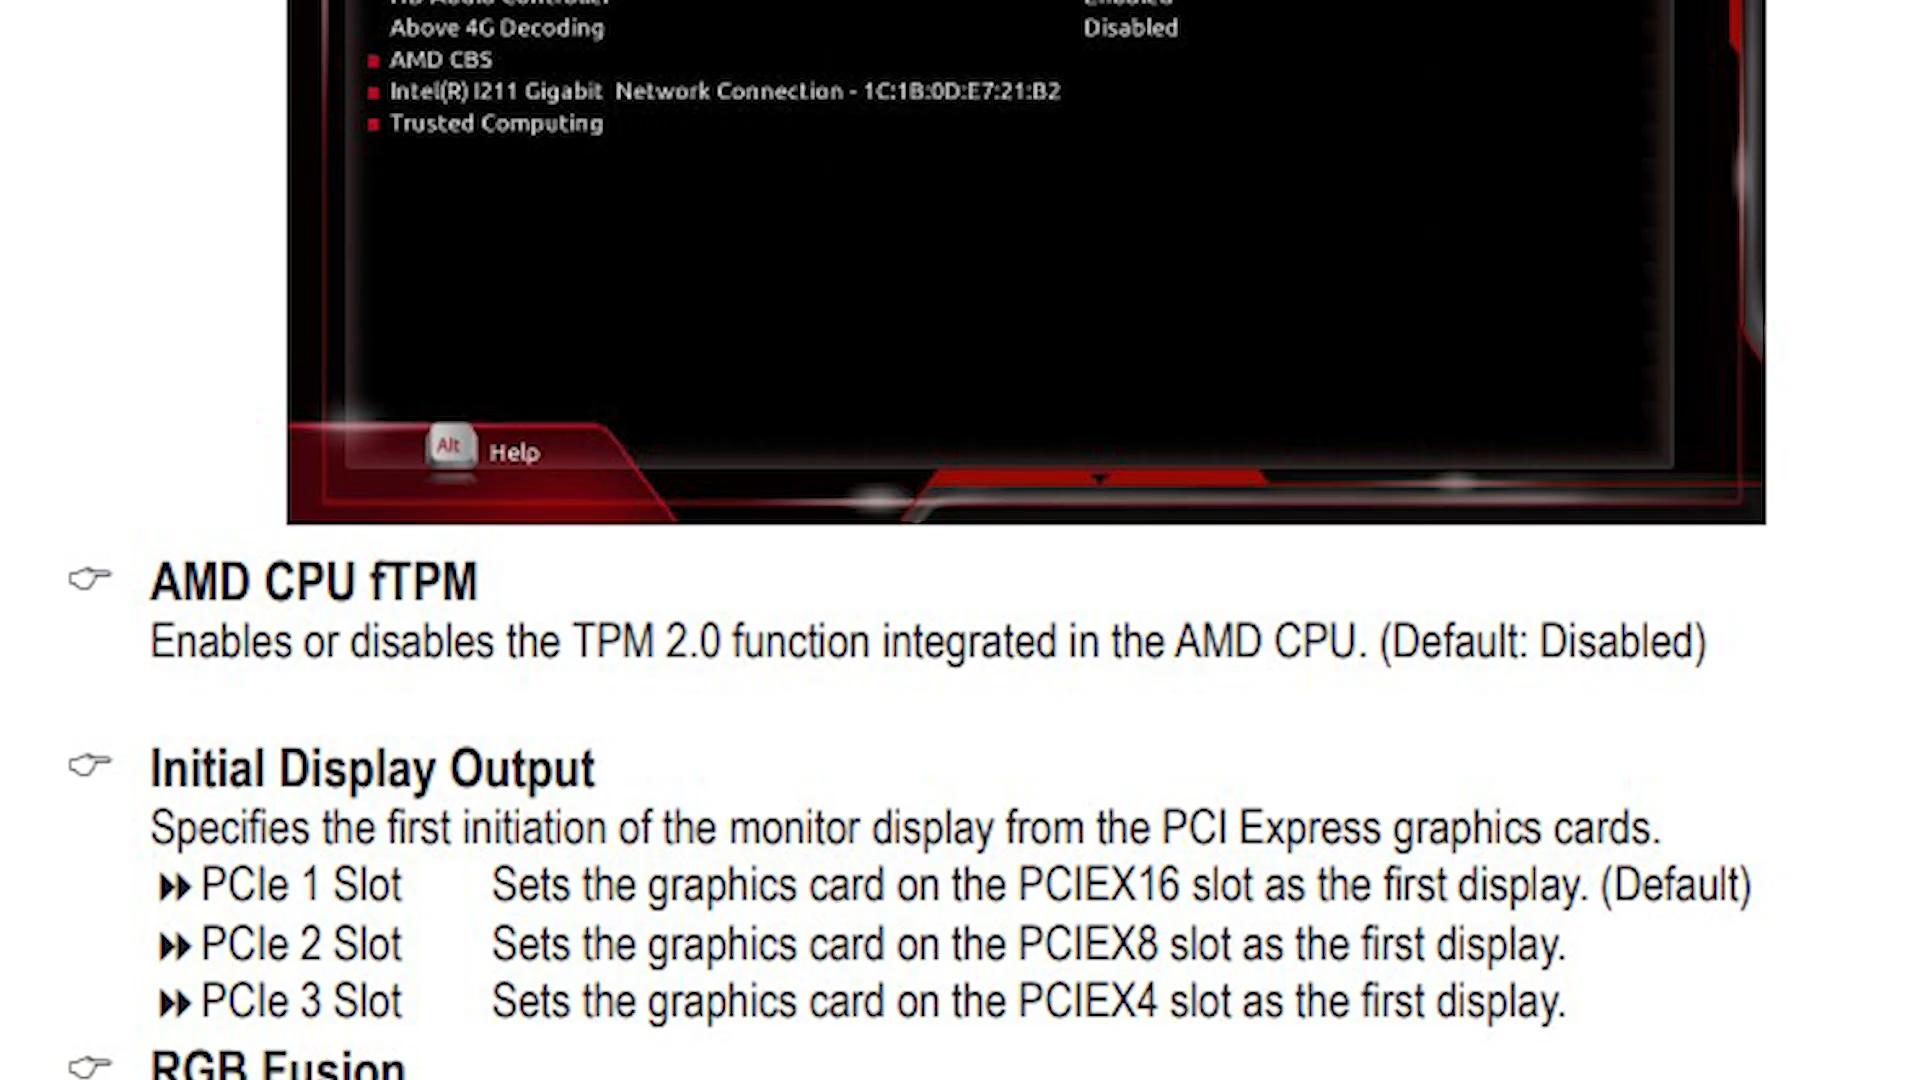 HD Audio Controller Enabled
Above 4G Decoding Disabled
AMD CBS
Intel(R) I211 Gigabit Network Connection - 1C:1B:0D:E7:21:B2
Trusted Computing
Alt Help
AMD CPU fTPM
Enables or disables the TPM 2.0 function integrated in the AMD CPU. (Default: Disabled)
Initial Display Output
Specifies the first initiation of the monitor display from the PCI Express graphics cards.
PCIe 1 Slot Sets the graphics card on the PCIEX16 slot as the first display. (Default)
PCIe 2 Slot Sets the graphics card on the PCIEX8 slot as the first display.
PCIe 3 Slot Sets the graphics card on the PCIEX4 slot as the first display.
RGB Fusion